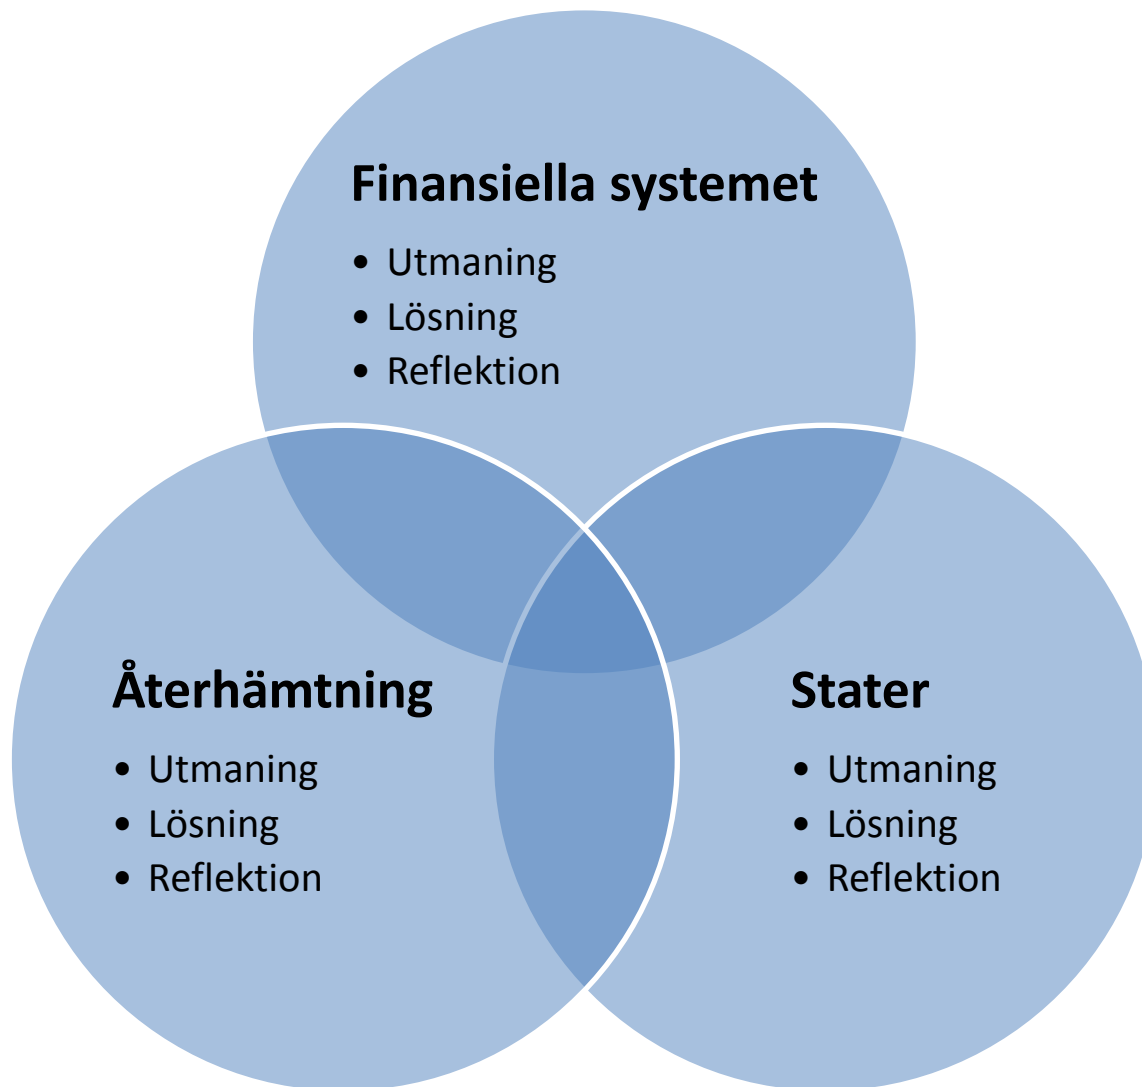 Finansiella systemet
• Utmaning
• Lösning
• Reflektion
Återhämtning
• Utmaning
• Lösning
• Reflektion
Stater
• Utmaning
• Lösning
• Reflektion